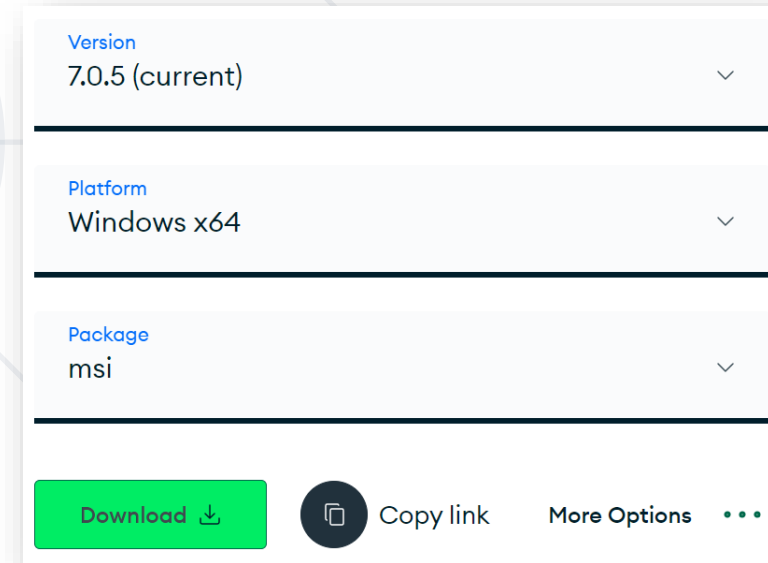 Version
7.0.5 (current)
Platform
Windows x64
Package
msi
Download
Copy link
More Options